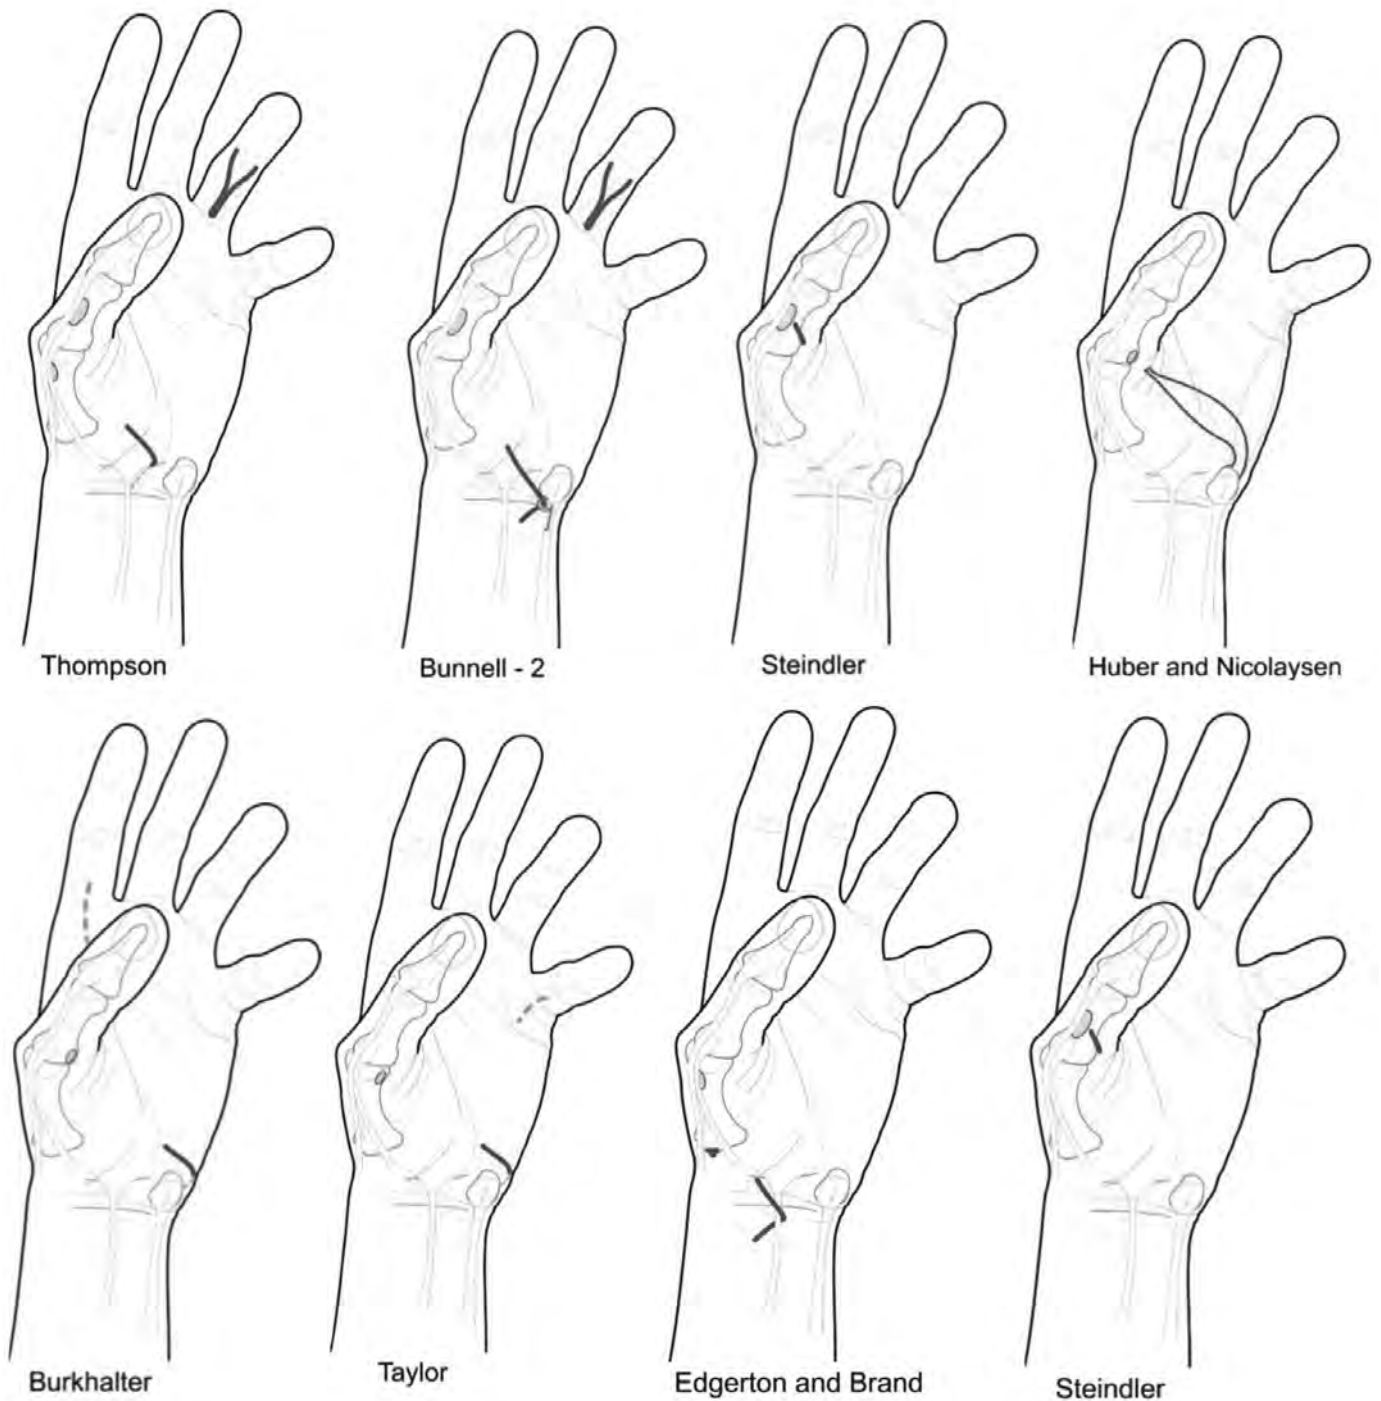 Thompson
Bunnell - 2
Steindler
Huber and Nicolaysen
Burkhalter
Taylor
Edgerton and Brand
Steindler